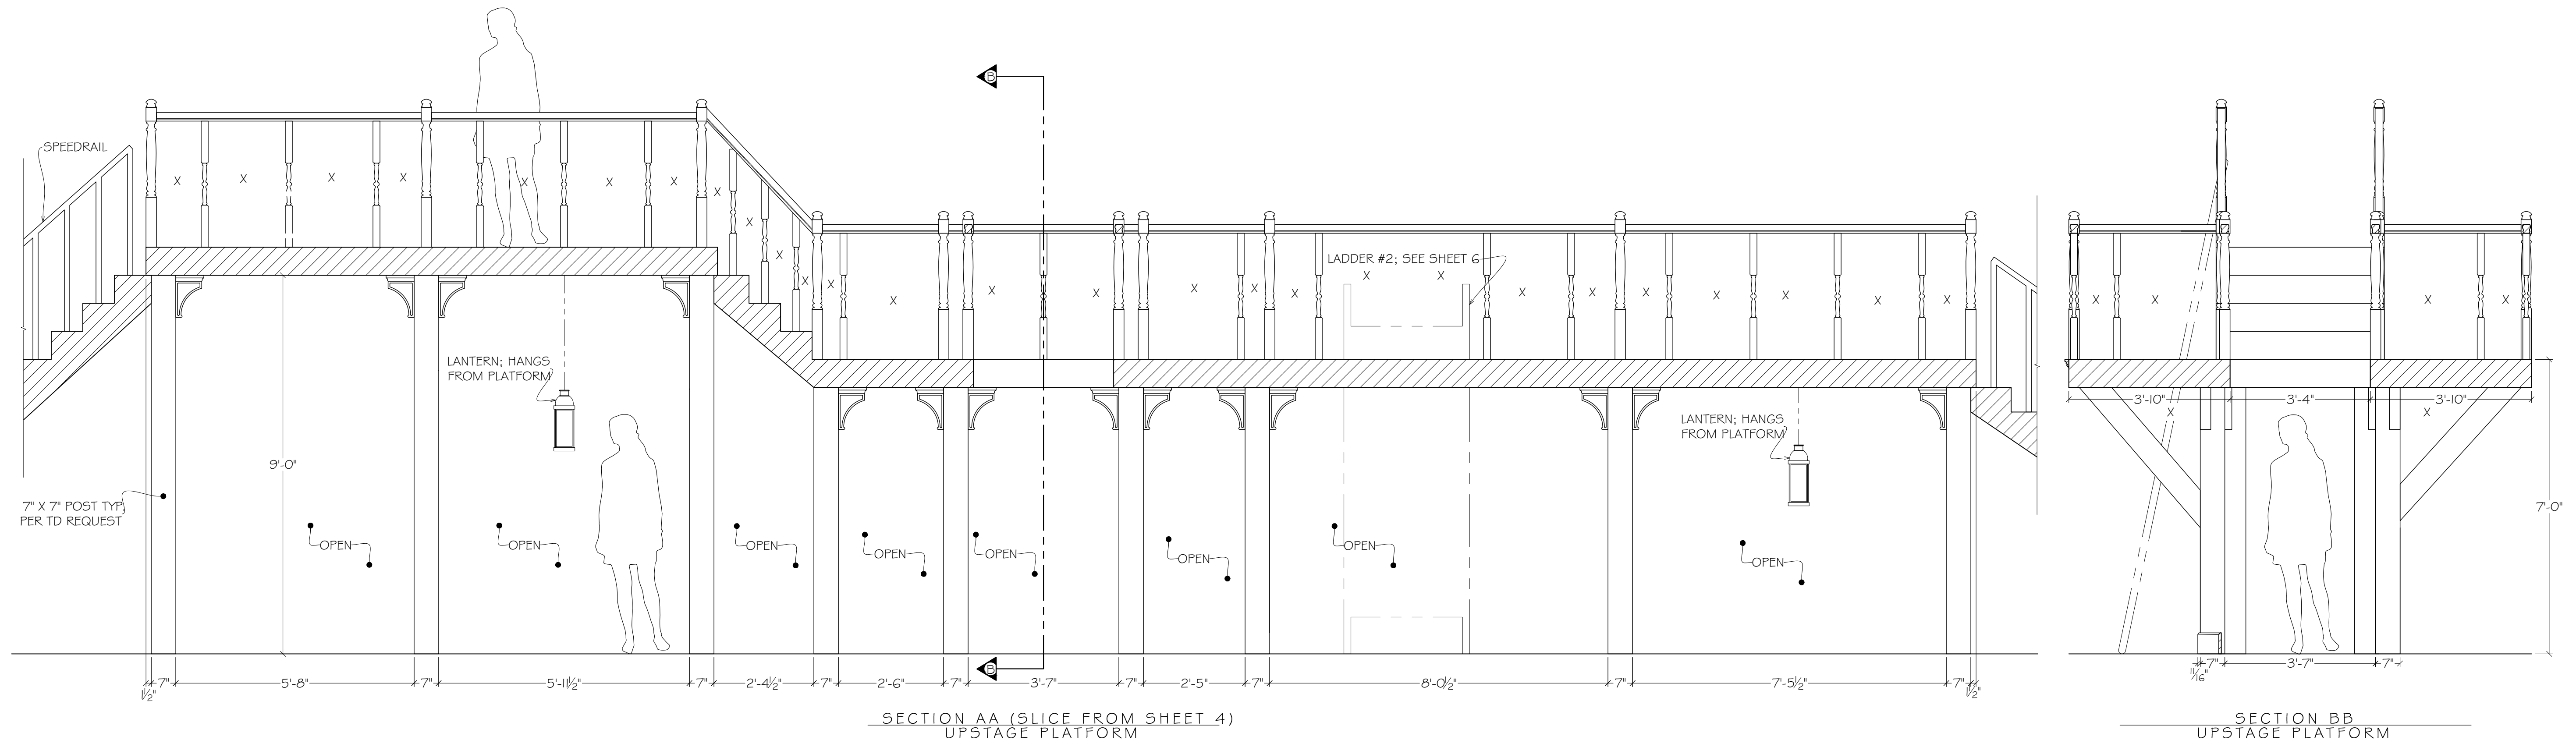 B
SPEEDRAIL
X X X X X X X
X X X X X X
LADDER #2; SEE SHEET 6
X X
X X X X X X X X X X X
X X X X
LANTERN; HANGS
FROM PLATFORM
LANTERN; HANGS
FROM PLATFORM
3'-10" 3'-4" 3'-10"
X X
9'-0"
7" X 7" POST TYP,
PER TD REQUEST
7'-0"
OPEN OPEN OPEN OPEN OPEN OPEN OPEN OPEN
B
1½" 7" 5'-8" 7" 5'-11½" 7" 2'-4½" 7" 2'-6" 7" 3'-7" 7" 2'-5" 7" 8'-0½" 7" 7'-5½" 7" 1½"
11/16" 7" 3'-7" 7"
SECTION AA (SLICE FROM SHEET 4)
UPSTAGE PLATFORM
SECTION BB
UPSTAGE PLATFORM